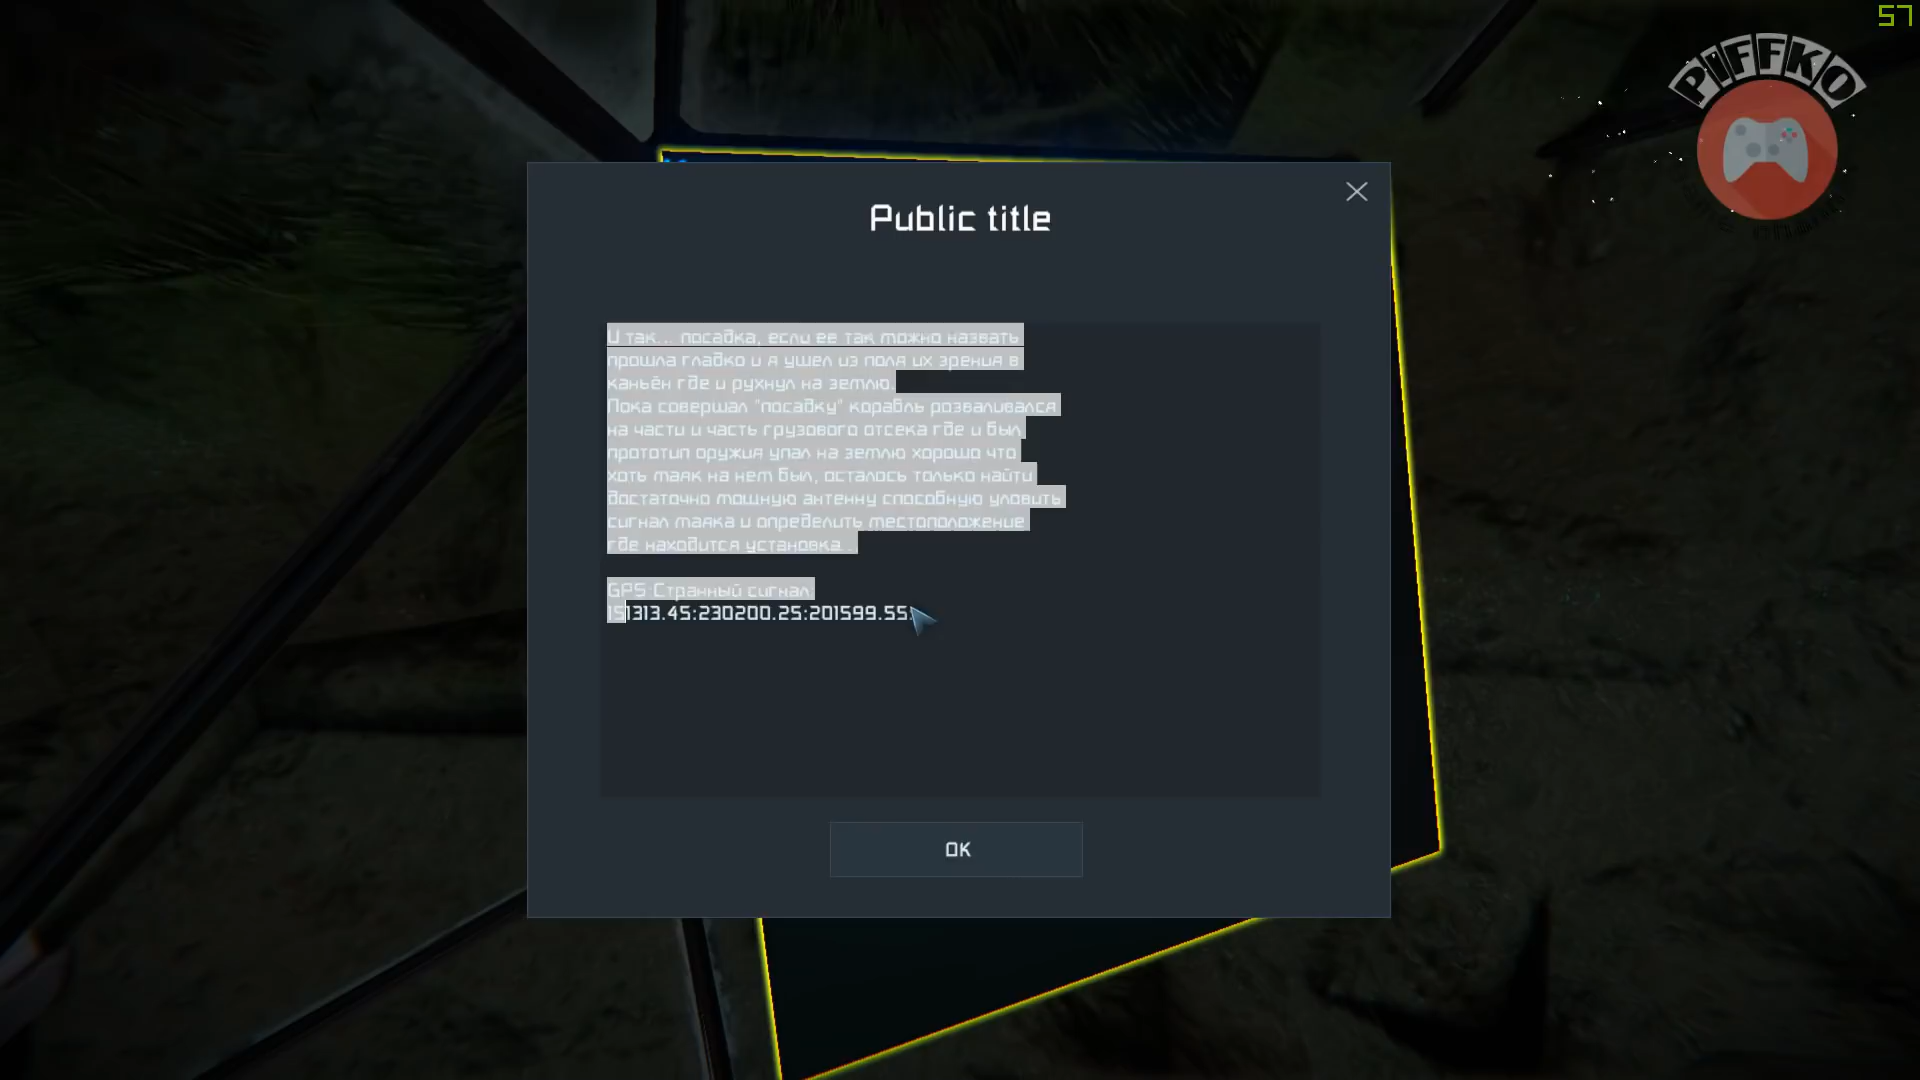 57
PIFFKO
Public title
И так... посадка, если ее так можно назвать
прошла гладко и я ушел из поля их зрения в
каньён где и рухнул на землю.
Пока совершал "посадку" корабль розваливался
на части и часть грузового отсека где и был
прототип оружия упал на землю хорошо что
хоть маяк на нем был, осталось только найти
достаточно мощную антенну способную уловить
сигнал маяка и определить местоположение
где находится установка...
GPS:Странный сигнал:
151313.45:230200.25:201599.55:
OK